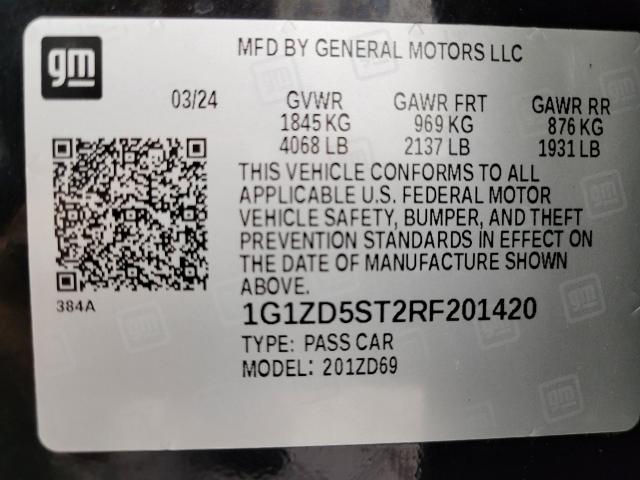 gm
MFD BY GENERAL MOTORS LLC
03/24 GVWR GAWR FRT GAWR RR
1845 KG 969 KG 876 KG
4068 LB 2137 LB 1931 LB
THIS VEHICLE CONFORMS TO ALL
APPLICABLE U.S. FEDERAL MOTOR
VEHICLE SAFETY, BUMPER, AND THEFT
PREVENTION STANDARDS IN EFFECT ON
THE DATE OF MANUFACTURE SHOWN
ABOVE.
384A
1G1ZD5ST2RF201420
TYPE: PASS CAR
MODEL: 201ZD69